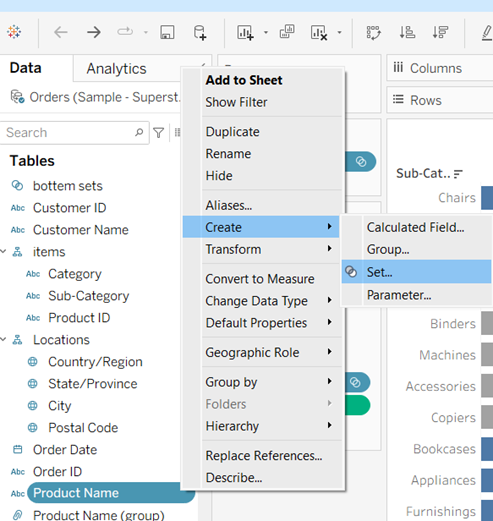 Data
Analytics
Orders (Sample - Superst...
Search
Tables
bottem sets
Abc Customer ID
Abc Customer Name
items
Abc Category
Abc Sub-Category
Abc Product ID
Locations
Country/Region
State/Province
City
Postal Code
Order Date
Abc Order ID
Abc Product Name
Product Name (group)
Add to Sheet
Show Filter
Duplicate
Rename
Hide
Aliases...
Create
Transform
Convert to Measure
Change Data Type
Default Properties
Geographic Role
Group by
Folders
Hierarchy
Replace References...
Describe...
Calculated Field...
Group...
Set...
Parameter...
Columns
Rows
Sub-Cat..
Chairs
Binders
Machines
Accessories
Copiers
Bookcases
Appliances
Furnishings